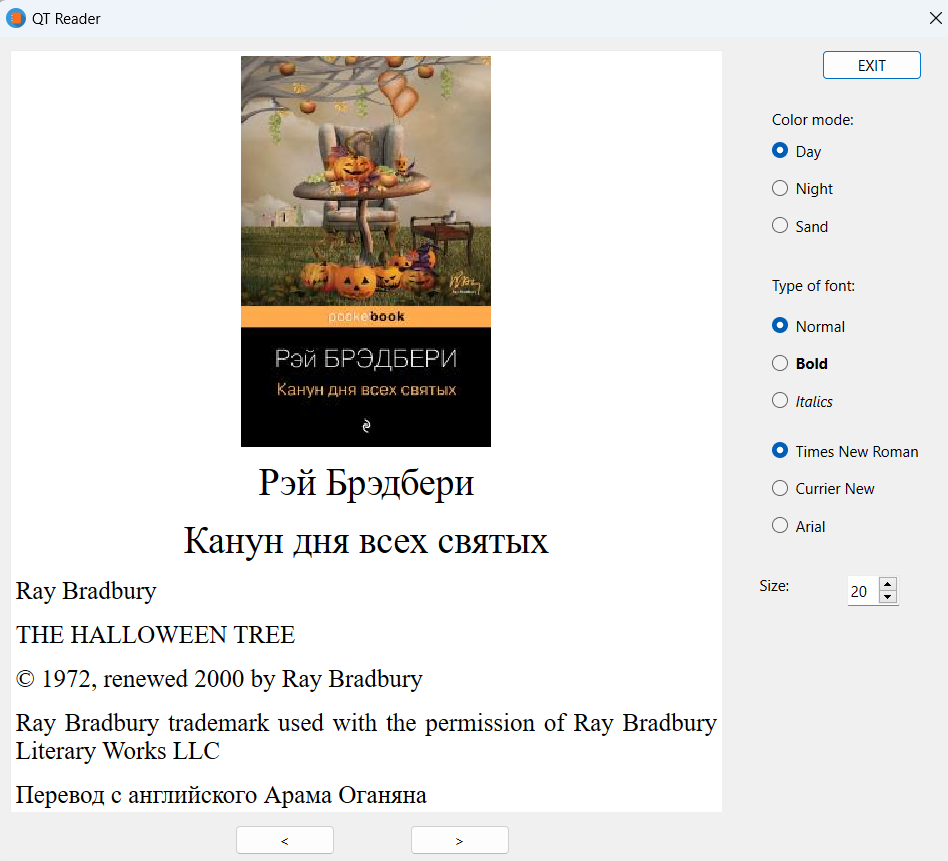 QT Reader
EXIT
Color mode:
Day
Night
Sand
Type of font:
Normal
Bold
Italics
Times New Roman
Currier New
Arial
Size:
20
pocketbook
Рэй БРЭДБЕРИ
Канун дня всех святых
Рэй Брэдбери
Канун дня всех святых
Ray Bradbury
THE HALLOWEEN TREE
© 1972, renewed 2000 by Ray Bradbury
Ray Bradbury trademark used with the permission of Ray Bradbury
Literary Works LLC
Перевод с английского Арама Оганяна
<
>